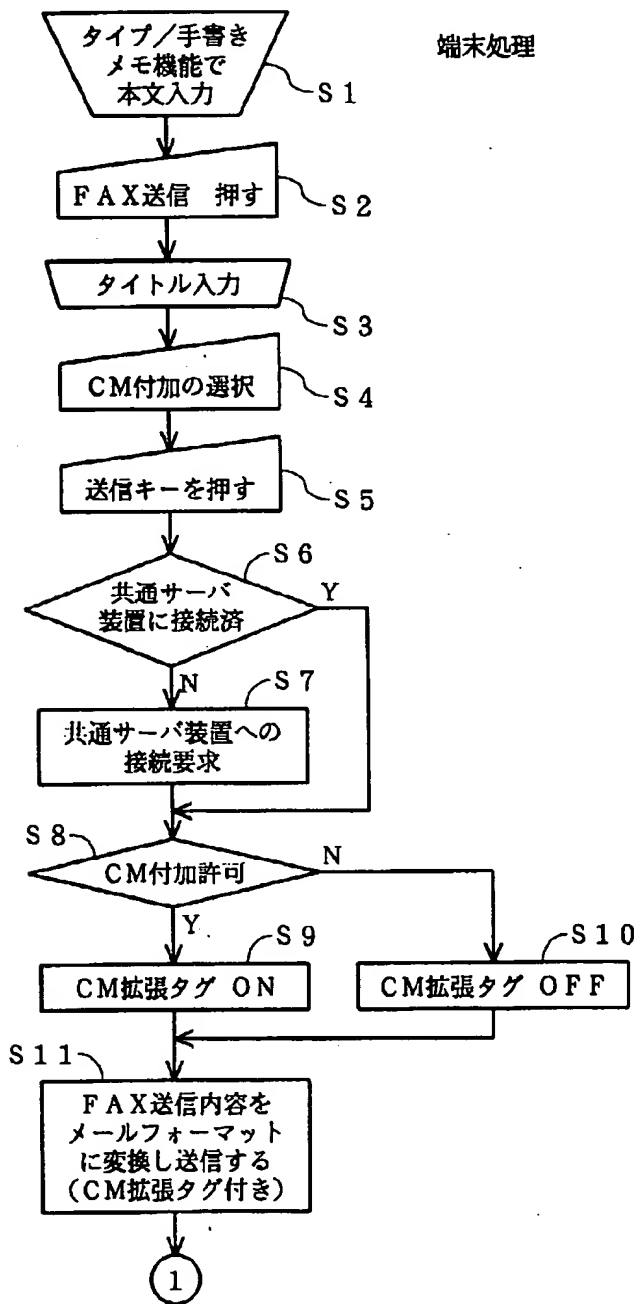 端末処理
タイプ／手書き
メモ機能で
本文入力
S1
FAX送信 押す
S2
タイトル入力
S3
CM付加の選択
S4
送信キーを押す
S5
S6
共通サーバ
装置に接続済
Y
N
S7
共通サーバ装置への
接続要求
S8
CM付加許可
N
Y
S9
CM拡張タグ ON
S10
CM拡張タグ OFF
S11
FAX送信内容を
メールフォーマット
に変換し送信する
（CM拡張タグ付き）
1